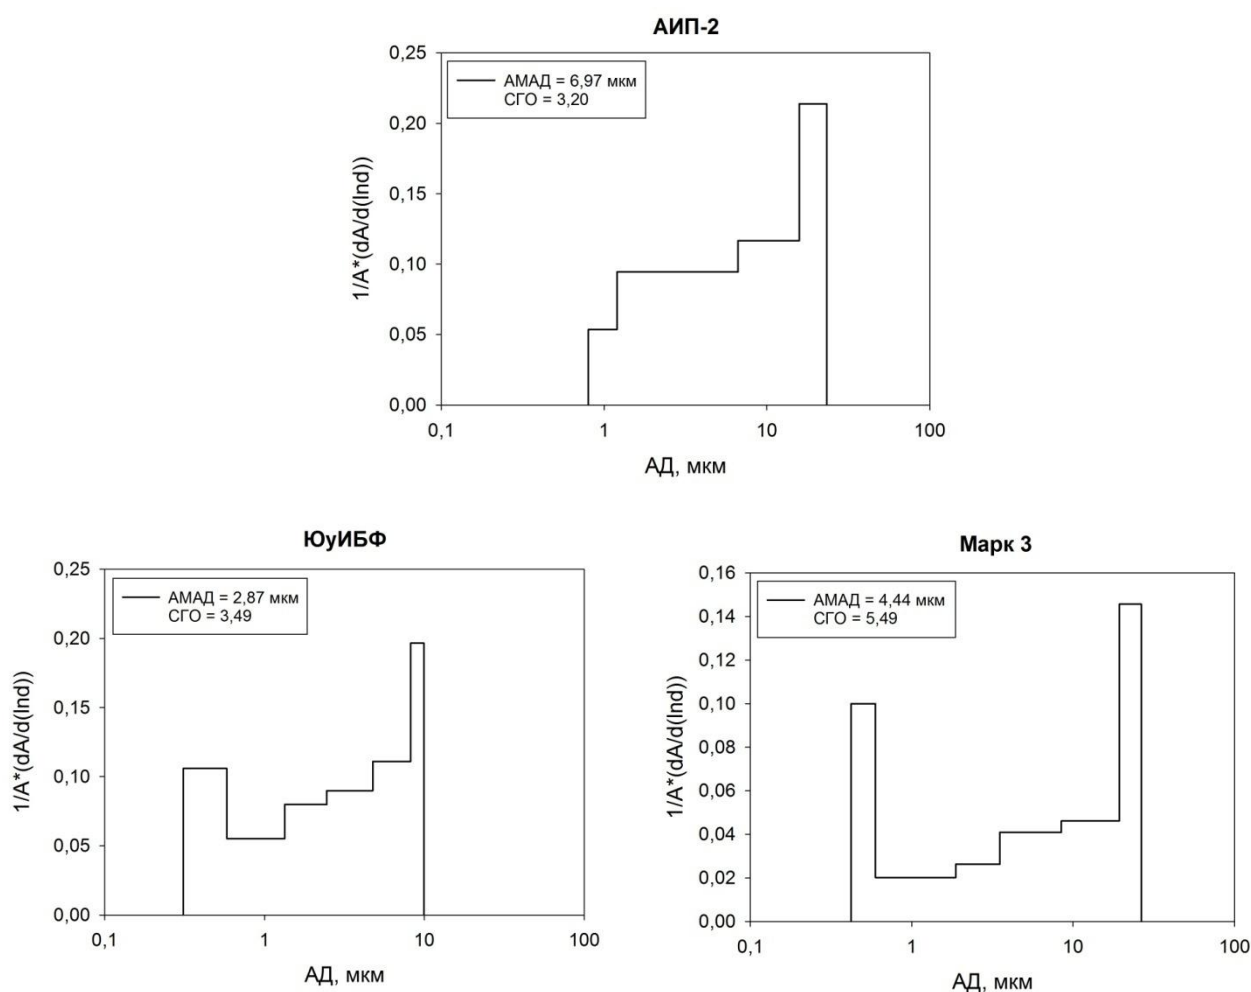 АИП-2
0,25
0,20
0,15
0,10
0,05
0,00
АМАД = 6,97 мкм
СГО = 3,20
1/A*(dA/d(lnd))
0,1
1
10
100
АД, мкм
ЮуИБФ
0,25
0,20
0,15
0,10
0,05
0,00
АМАД = 2,87 мкм
СГО = 3,49
1/A*(dA/d(lnd))
0,1
1
10
100
АД, мкм
Марк 3
0,16
0,14
0,12
0,10
0,08
0,06
0,04
0,02
0,00
АМАД = 4,44 мкм
СГО = 5,49
1/A*(dA/d(lnd))
0,1
1
10
100
АД, мкм